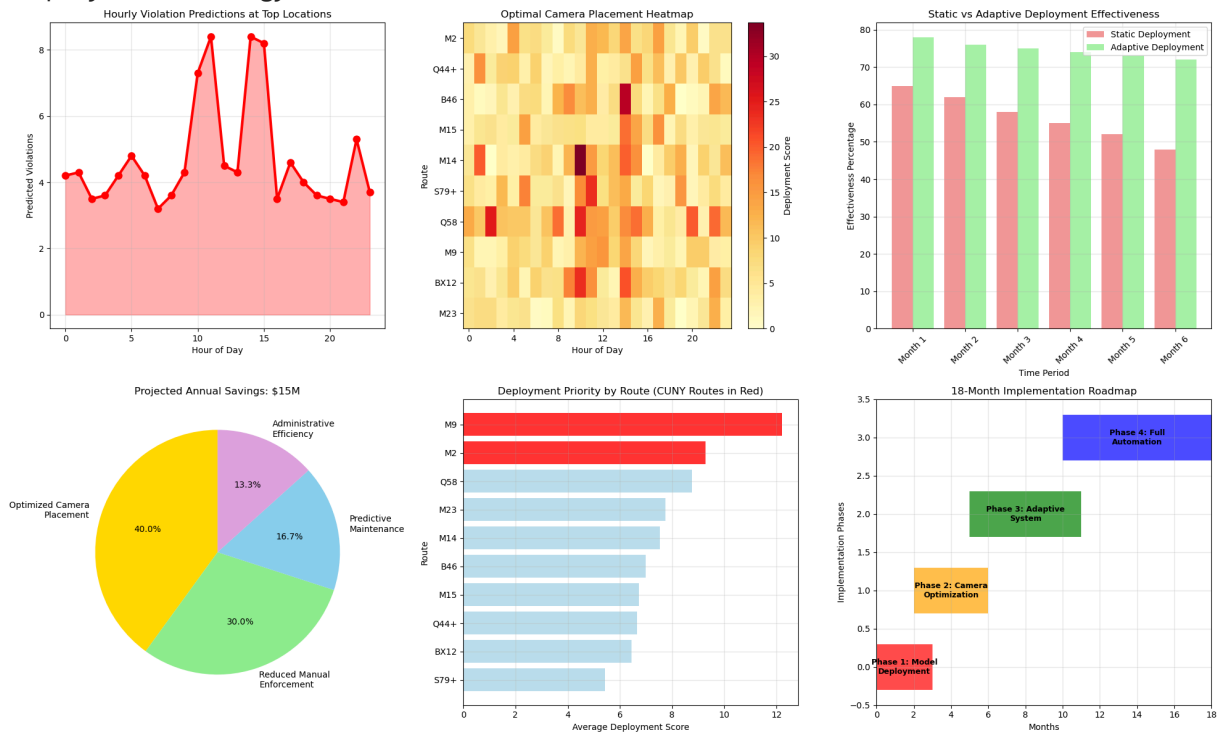 Hourly Violation Predictions at Top Locations
8
6
4
2
0
Predicted Violations
0
5
10
15
20
Hour of Day
Optimal Camera Placement Heatmap
M2
Q44+
B46
M15
M14
S79+
Q58
M9
BX12
M23
Route
0
4
8
12
16
20
Hour of Day
30
25
20
15
10
5
0
Deployment Score
Static vs Adaptive Deployment Effectiveness
Static Deployment
Adaptive Deployment
80
70
60
50
40
30
20
10
0
Effectiveness Percentage
Month 1
Month 2
Month 3
Month 4
Month 5
Month 6
Time Period
Projected Annual Savings: $15M
Administrative
Efficiency
13.3%
Optimized Camera
Placement
40.0%
Predictive
Maintenance
16.7%
30.0%
Reduced Manual
Enforcement
Deployment Priority by Route (CUNY Routes in Red)
M9
M2
Q58
M23
M14
B46
M15
Q44+
BX12
S79+
Route
0
2
4
6
8
10
12
Average Deployment Score
18-Month Implementation Roadmap
3.5
3.0
2.5
2.0
1.5
1.0
0.5
0.0
-0.5
Implementation Phases
Phase 4: Full
Automation
Phase 3: Adaptive
System
Phase 2: Camera
Optimization
Phase 1: Model
Deployment
0
2
4
6
8
10
12
14
16
18
Months